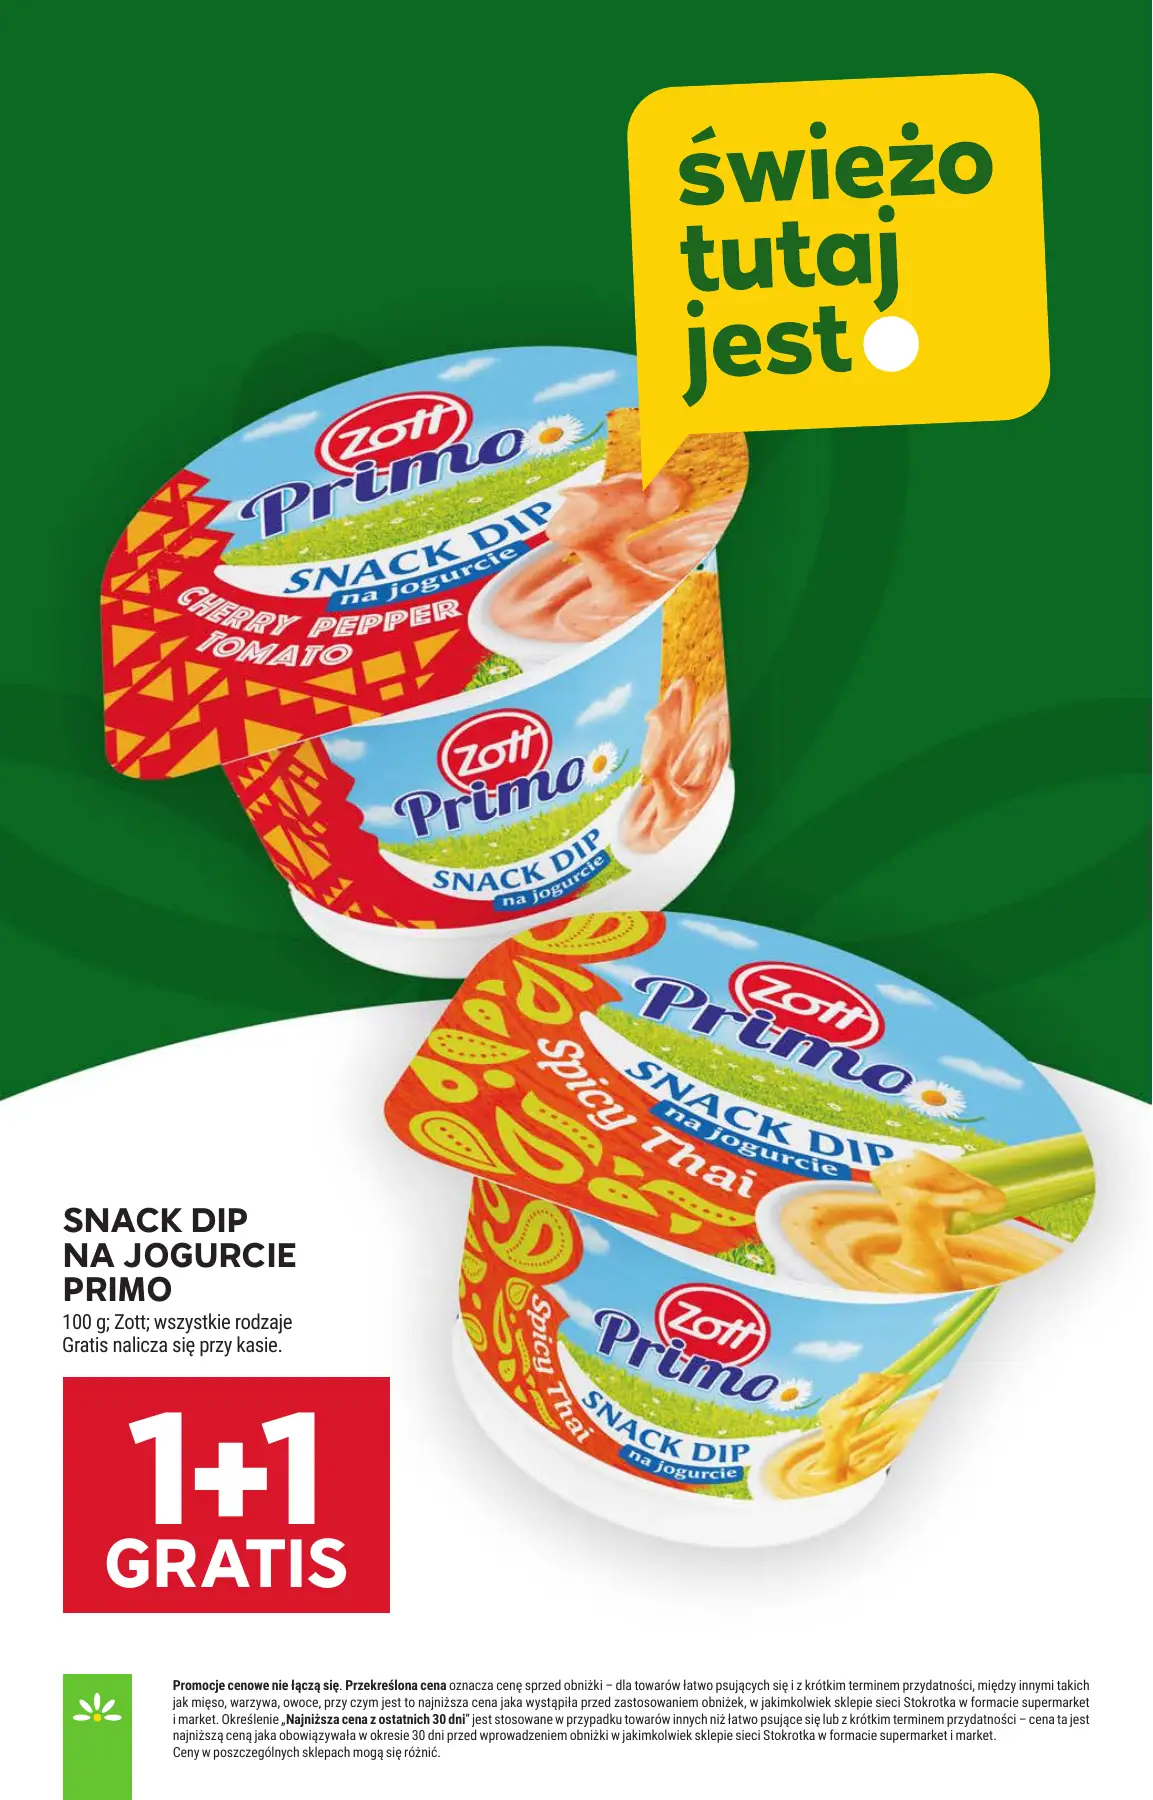 świeżo
tutaj
jest
Zott
Primo
SNACK DIP
na jogurcie
CHERRY PEPPER
TOMATO
Zott
Primo
SNACK DIP
na jogurcie
Zott
Primo
SNACK DIP
na jogurcie
Spicy Thai
Zott
Primo
SNACK DIP
na jogurcie
Spicy Thai
SNACK DIP
NA JOGURCIE
PRIMO
100 g; Zott; wszystkie rodzaje
Gratis nalicza się przy kasie.
1+1
GRATIS
Promocje cenowe nie łączą się. Przekreślona cena oznacza cenę sprzed obniżki – dla towarów łatwo psujących się i z krótkim terminem przydatności, między innymi takich
jak mięso, warzywa, owoce, przy czym jest to najniższa cena jaka wystąpiła przed zastosowaniem obniżek, w jakimkolwiek sklepie sieci Stokrotka w formacie supermarket
i market. Określenie „Najniższa cena z ostatnich 30 dni” jest stosowane w przypadku towarów innych niż łatwo psujące się lub z krótkim terminem przydatności – cena ta jest
najniższą ceną jaka obowiązywała w okresie 30 dni przed wprowadzeniem obniżki w jakimkolwiek sklepie sieci Stokrotka w formacie supermarket i market.
Ceny w poszczególnych sklepach mogą się różnić.